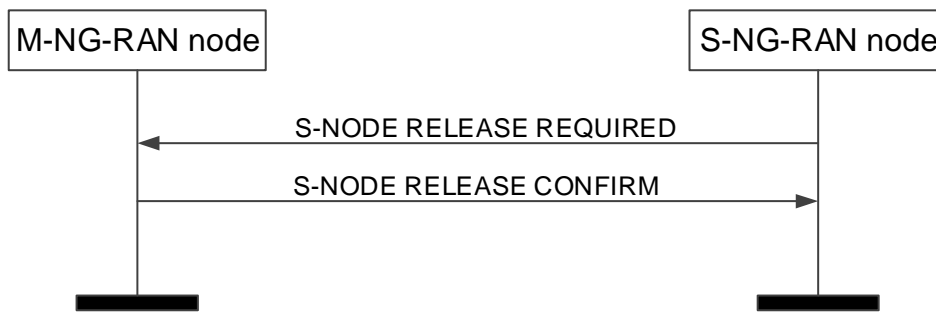 M-NG-RAN node
S-NG-RAN node
S-NODE RELEASE REQUIRED
S-NODE RELEASE CONFIRM